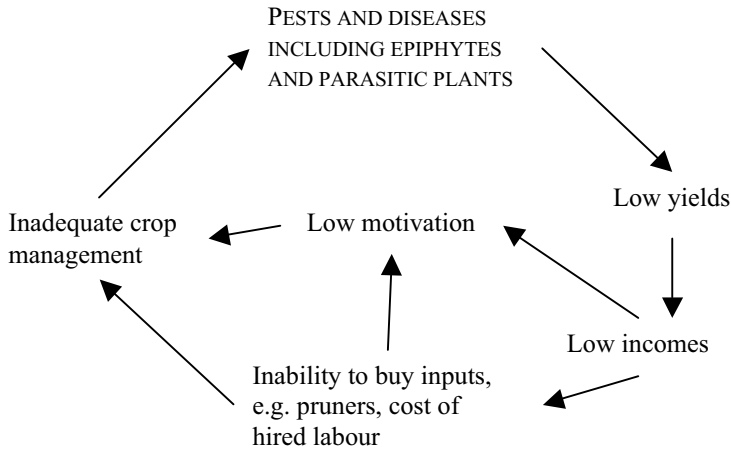 PESTS AND DISEASES
INCLUDING EPIPHYTES
AND PARASITIC PLANTS
Low yields
Inadequate crop
management
Low motivation
Low incomes
Inability to buy inputs,
e.g. pruners, cost of
hired labour